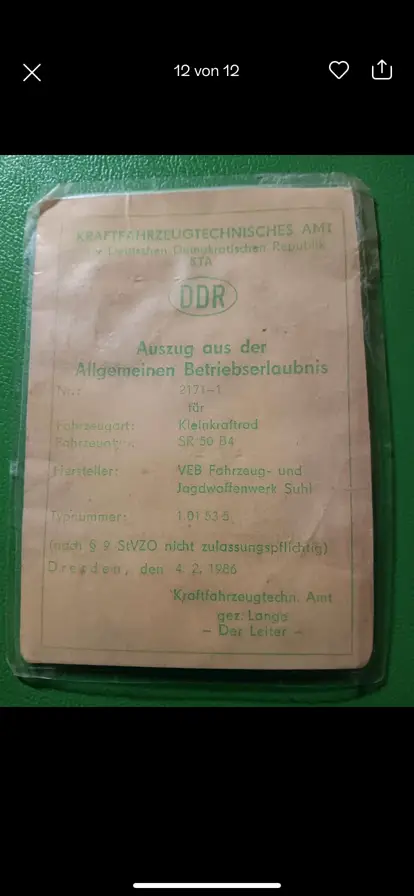 12 von 12
KRAFTFAHRZEUGTECHNISCHES AMT
Deutschen Demokratischen Republik
KTA
DDR
Auszug aus der
Allgemeinen Betriebserlaubnis
Nr.: 2171-1
für
Fahrzeugart: Kleinkraftrad
SR 50 B4
Hersteller: VEB Fahrzeug- und
Jagdwaffenwerk Suhl
Typnummer: 1.01 53.5
(nach § 9 StVZO nicht zulassungspflichtig)
Dresden, den 4. 2. 1986
Kraftfahrzeugtechn. Amt
gez. Lange
– Der Leiter –